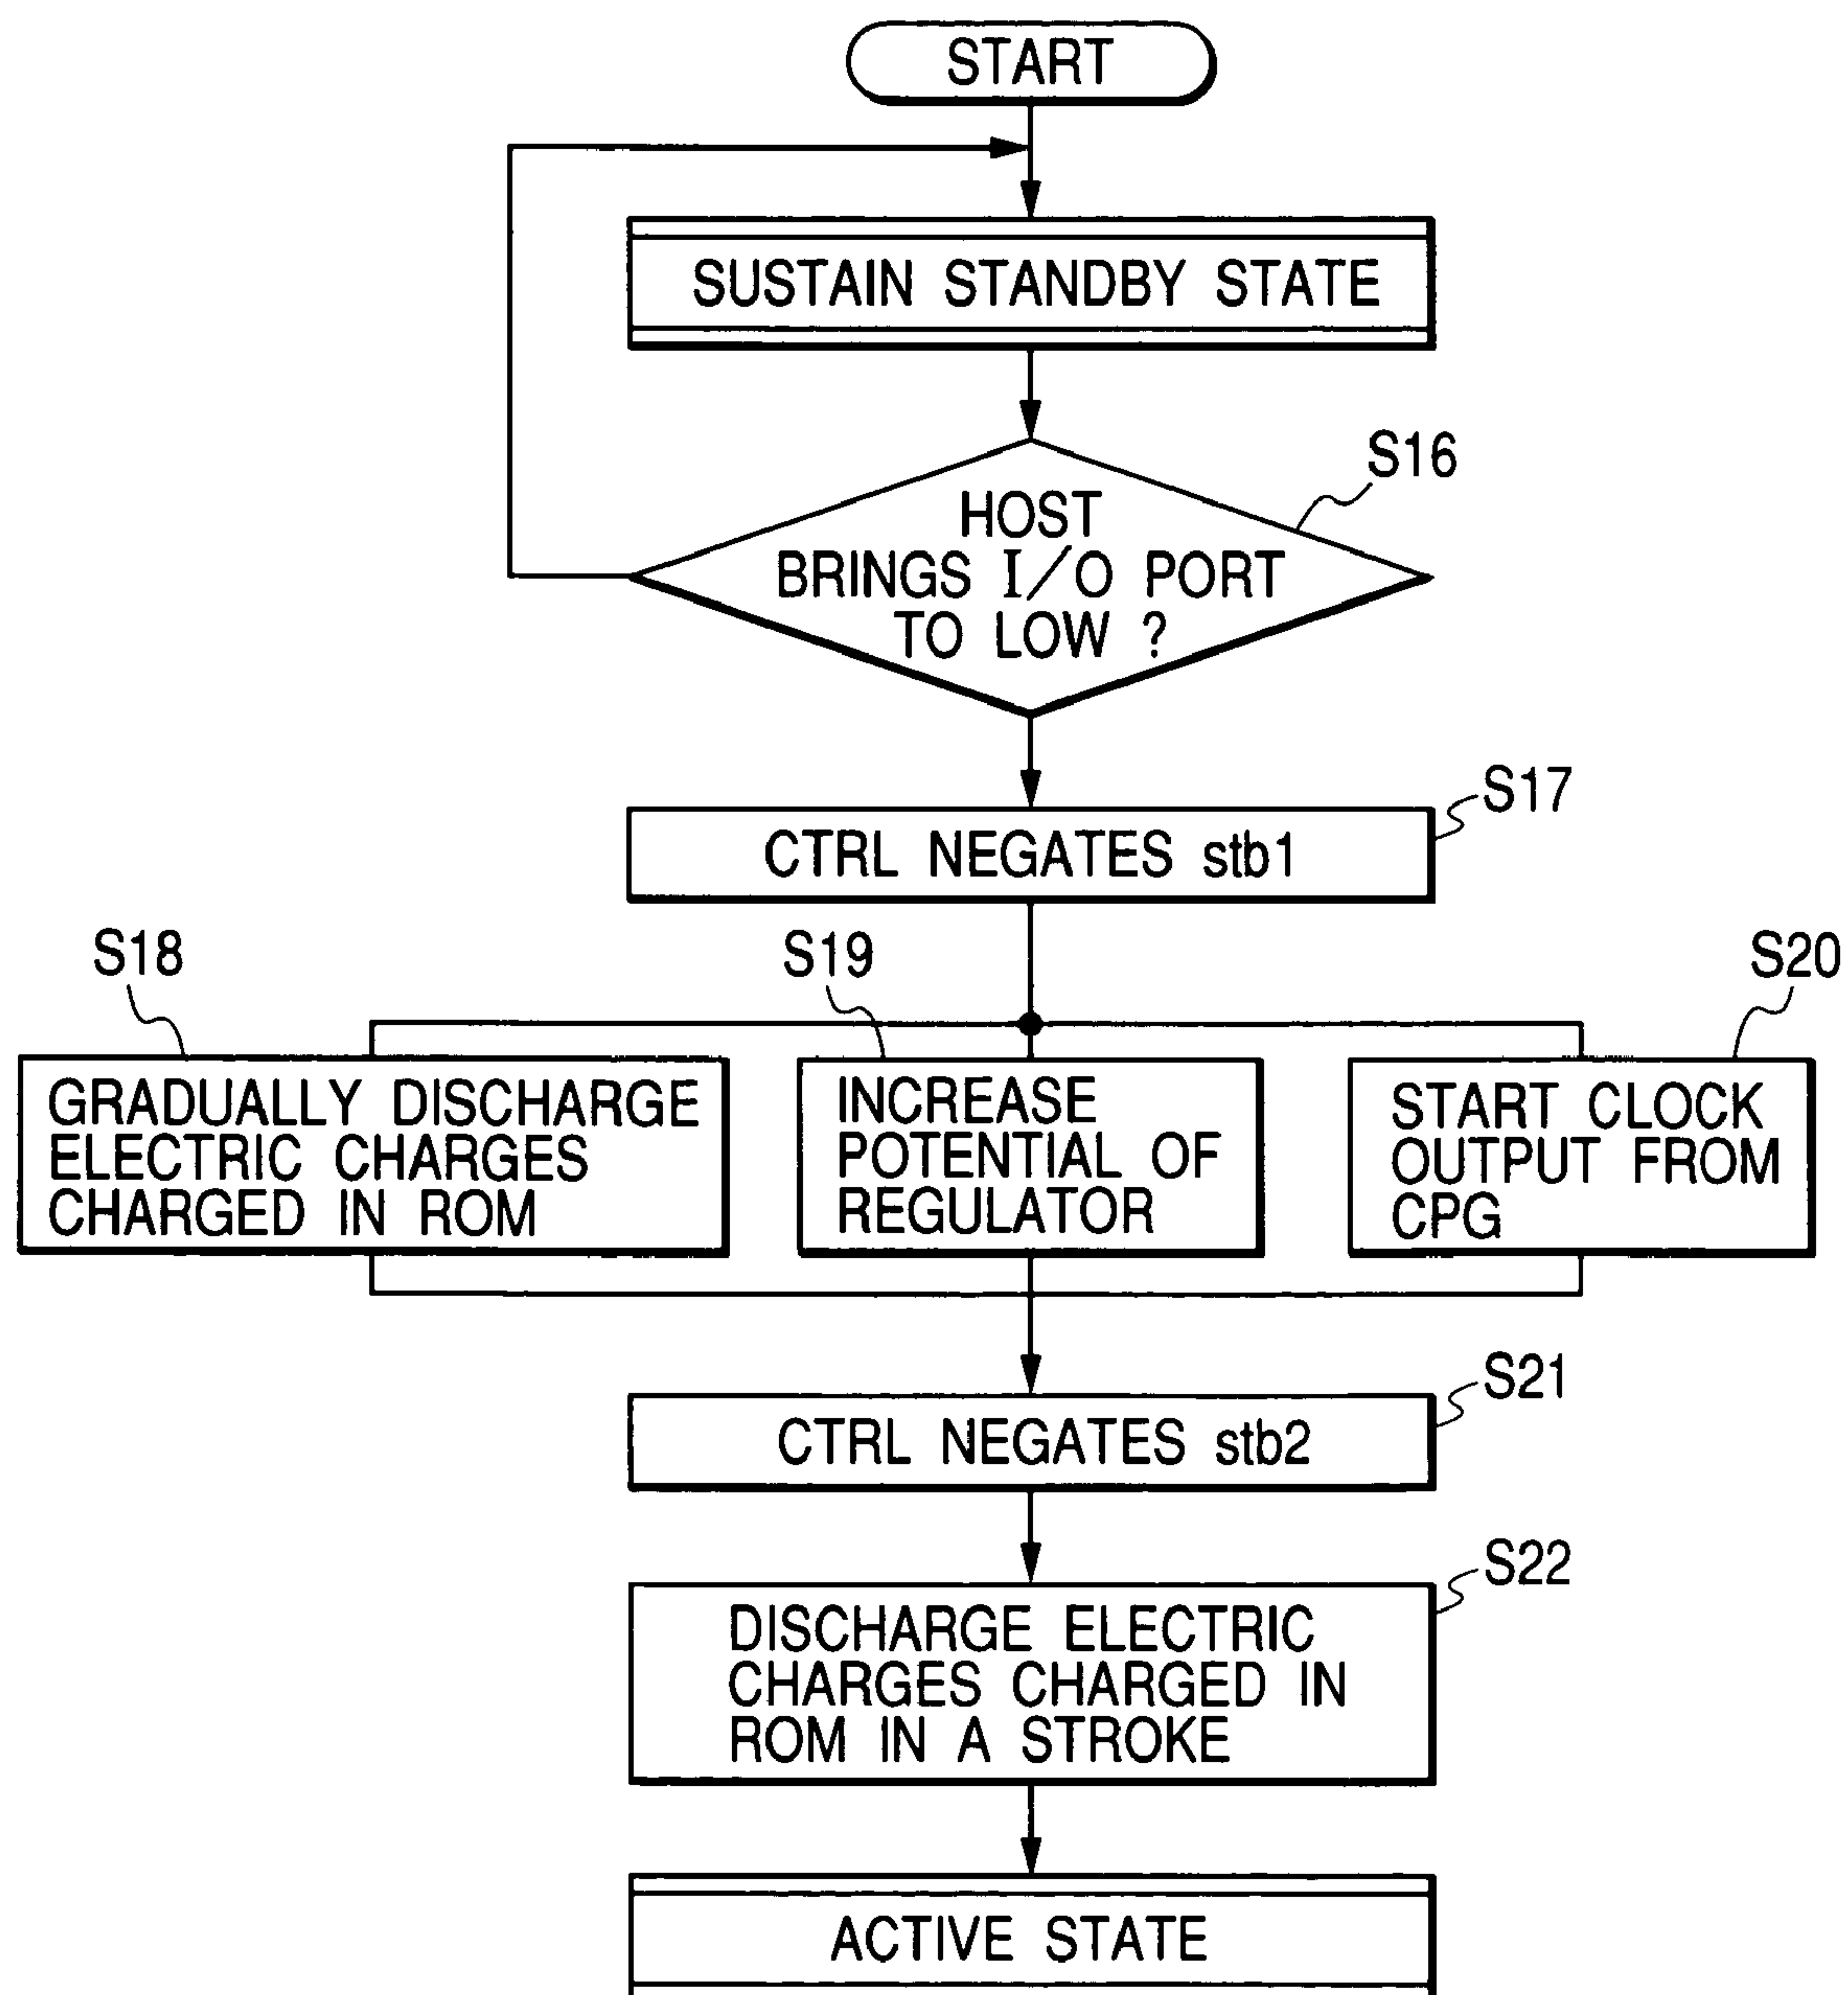 START
SUSTAIN STANDBY STATE
S16
HOST
BRINGS I/O PORT
TO LOW ?
S17
CTRL NEGATES stb1
S18
S19
S20
GRADUALLY DISCHARGE
ELECTRIC CHARGES
CHARGED IN ROM
INCREASE
POTENTIAL OF
REGULATOR
START CLOCK
OUTPUT FROM
CPG
S21
CTRL NEGATES stb2
S22
DISCHARGE ELECTRIC
CHARGES CHARGED IN
ROM IN A STROKE
ACTIVE STATE